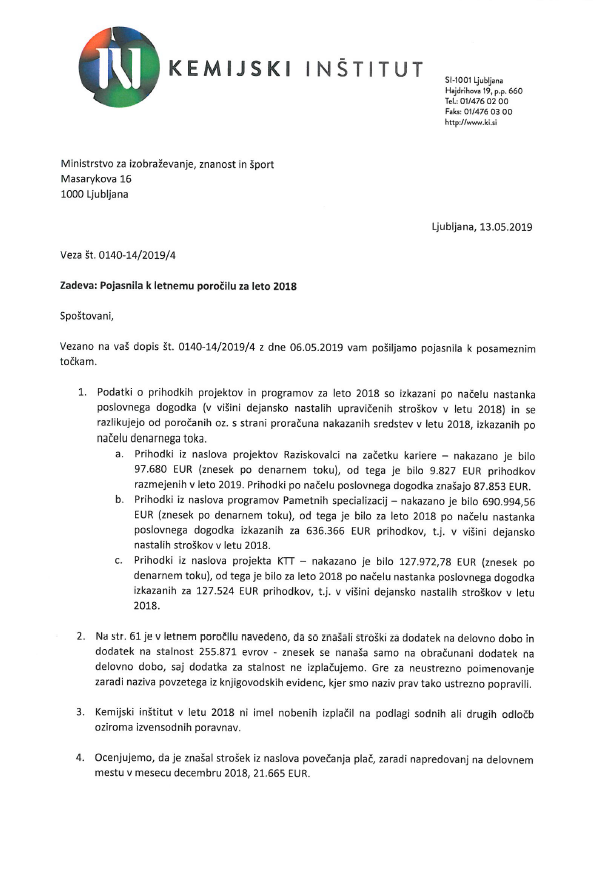 KEMIJSKI INŠTITUT
SI-1001 Ljubljana
Hajdrihova 19, p.p. 660
Tel.: 01/476 02 00
Faks: 01/476 03 00
http://www.ki.si
Ministrstvo za izobraževanje, znanost in šport
Masarykova 16
1000 Ljubljana
Ljubljana, 13.05.2019
Veza št. 0140-14/2019/4
Zadeva: Pojasnila k letnemu poročilu za leto 2018
Spoštovani,
Vezano na vaš dopis št. 0140-14/2019/4 z dne 06.05.2019 vam pošiljamo pojasnila k posameznim
točkam.
1. Podatki o prihodkih projektov in programov za leto 2018 so izkazani po načelu nastanka
poslovnega dogodka (v višini dejansko nastalih upravičenih stroškov v letu 2018) in se
razlikujejo od poročanih oz. s strani proračuna nakazanih sredstev v letu 2018, izkazanih po
načelu denarnega toka.
a. Prihodki iz naslova projektov Raziskovalci na začetku kariere – nakazano je bilo
97.680 EUR (znesek po denarnem toku), od tega je bilo 9.827 EUR prihodkov
razmejenih v leto 2019. Prihodki po načelu poslovnega dogodka znašajo 87.853 EUR.
b. Prihodki iz naslova programov Pametnih specializacij – nakazano je bilo 690.994,56
EUR (znesek po denarnem toku), od tega je bilo za leto 2018 po načelu nastanka
poslovnega dogodka izkazanih za 636.366 EUR prihodkov, t.j. v višini dejansko
nastalih stroškov v letu 2018.
c. Prihodki iz naslova projekta KTT – nakazano je bilo 127.972,78 EUR (znesek po
denarnem toku), od tega je bilo za leto 2018 po načelu nastanka poslovnega dogodka
izkazanih za 127.524 EUR prihodkov, t.j. v višini dejansko nastalih stroškov v letu
2018.
2. Na str. 61 je v letnem poročilu navedeno, da so znašali stroški za dodatek na delovno dobo in
dodatek na stalnost 255.871 evrov - znesek se nanaša samo na obračunani dodatek na
delovno dobo, saj dodatka za stalnost ne izplačujemo. Gre za neustrezno poimenovanje
zaradi naziva povzetega iz knjigovodskih evidenc, kjer smo naziv prav tako ustrezno popravili.
3. Kemijski inštitut v letu 2018 ni imel nobenih izplačil na podlagi sodnih ali drugih odločb
oziroma izvensodnih poravnav.
4. Ocenjujemo, da je znašal strošek iz naslova povečanja plač, zaradi napredovanj na delovnem
mestu v mesecu decembru 2018, 21.665 EUR.